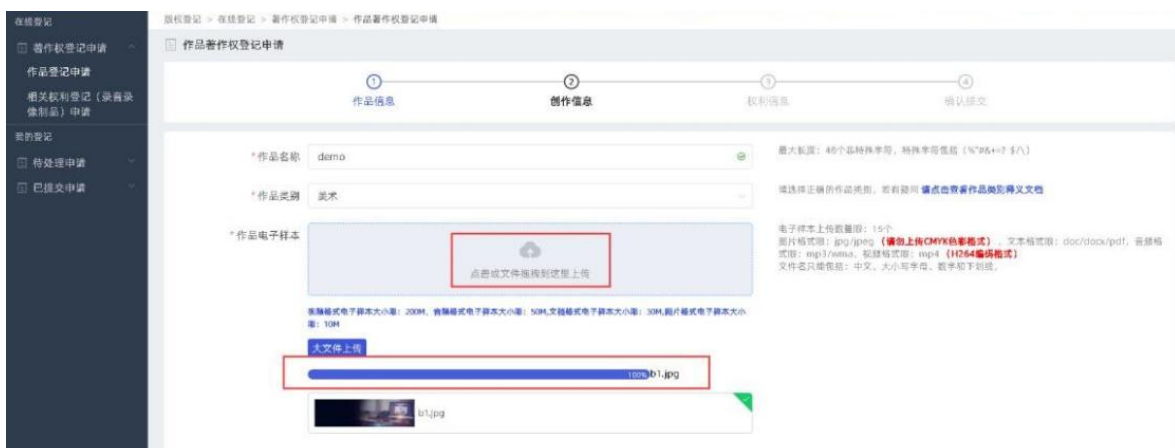 在线登记
著作权登记申请
作品登记申请
相关权利登记（录音录
像制品）申请
我的登记
待处理申请
已提交申请
版权登记 > 在线登记 > 著作权登记申请 > 作品著作权登记申请
作品著作权登记申请
1
作品信息
2
创作信息
3
权利信息
4
确认提交
*作品名称
demo
最大长度：
个非特殊字符，特殊字符包括
*作品类别
美术
请选择正确的作品类别，若有疑问 请点击查看作品类别释义文档
*作品电子样本
点击或文件拖拽到这里上传
电子样本上传数量限：15个
图片格式限：jpg/jpeg（请勿上传CMYK色彩格式），文本格式限：doc/docx/pdf，音频格
式限：mp3/wma，视频格式限：mp4（H264编码格式）
文件名只能包括：中文、大小写字母、数字和下划线。
视频格式电子样本大小限：200M，音频格式电子样本大小限：50M,文档格式电子样本大小限：30M,图片格式电子样本大小
限：10M
大文件上传
100% b1.jpg
b1.jpg